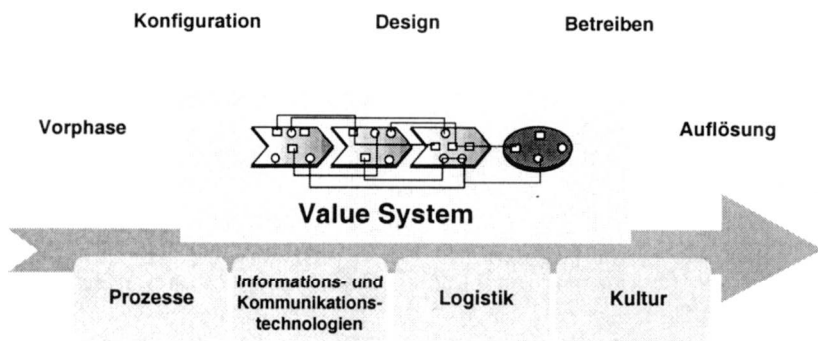 Konfiguration Design Betreiben
Vorphase Auflösung
Value System
Prozesse
Informations- und
Kommunikations-
technologien
Logistik
Kultur